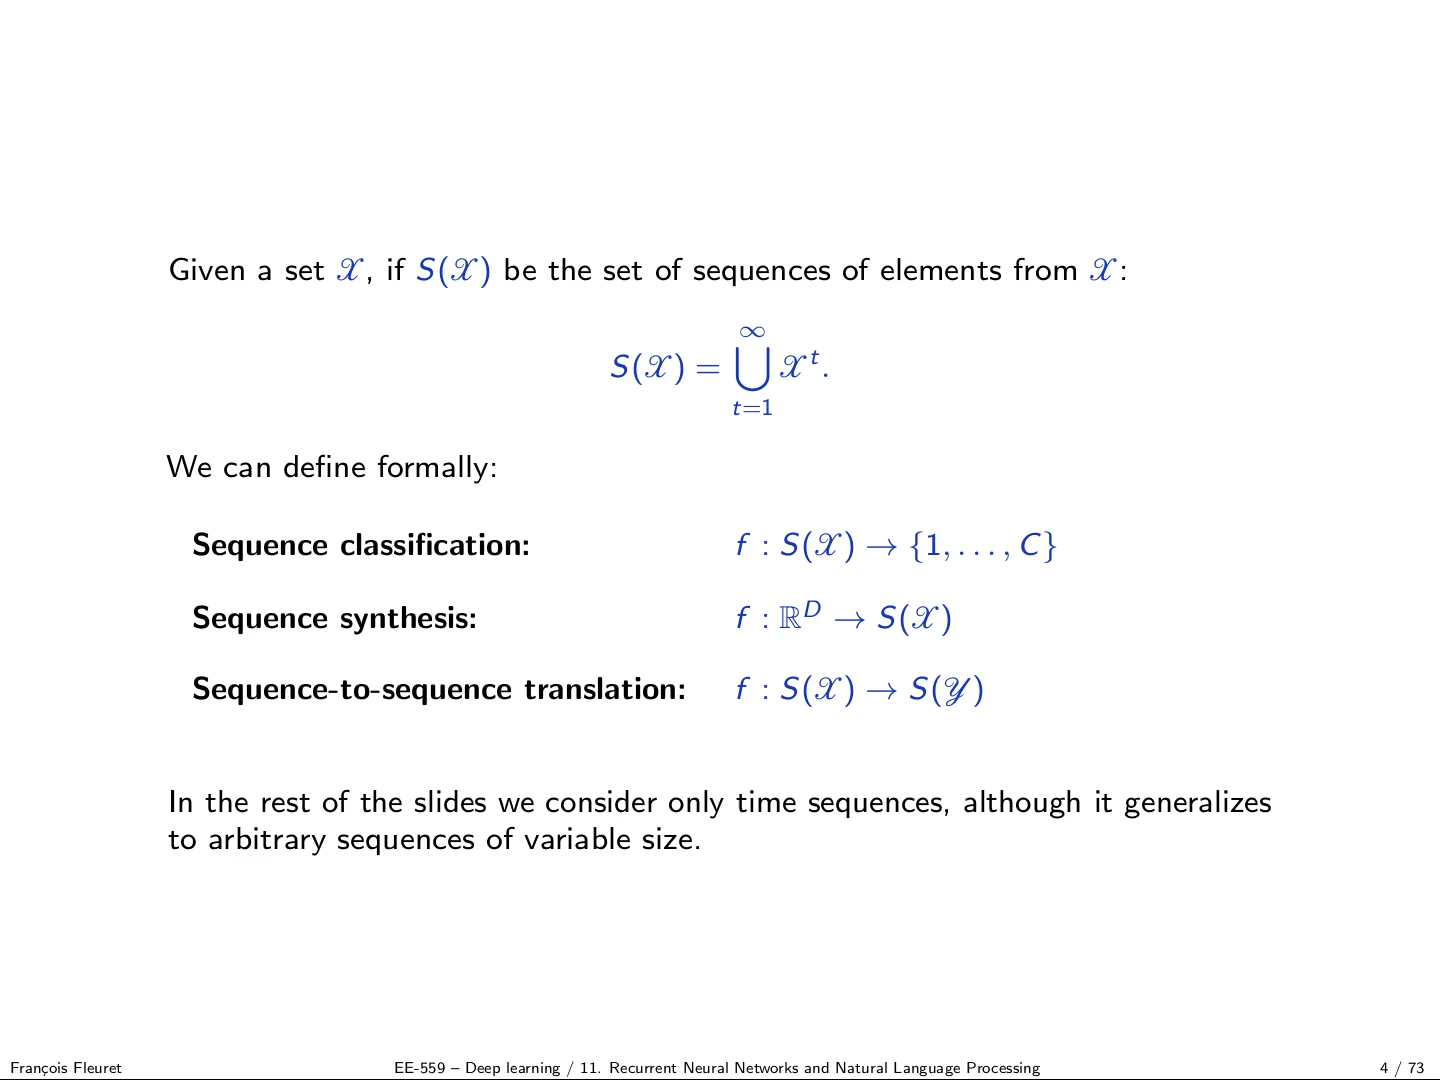 Given a set 𝒳, if S(𝒳) be the set of sequences of elements from 𝒳:
S(𝒳) = ⋃_{t=1}^{∞} 𝒳^t.
We can define formally:
Sequence classification: f : S(𝒳) → {1, . . . , C}
Sequence synthesis: f : ℝ^D → S(𝒳)
Sequence-to-sequence translation: f : S(𝒳) → S(𝒴)
In the rest of the slides we consider only time sequences, although it generalizes
to arbitrary sequences of variable size.
François Fleuret EE-559 – Deep learning / 11. Recurrent Neural Networks and Natural Language Processing 4 / 73